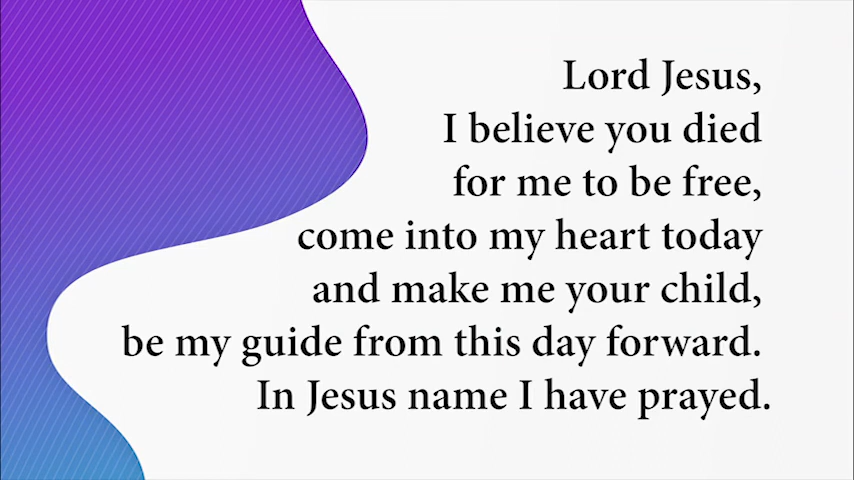 Lord Jesus,
I believe you died
for me to be free,
come into my heart today
and make me your child,
be my guide from this day forward.
In Jesus name I have prayed.